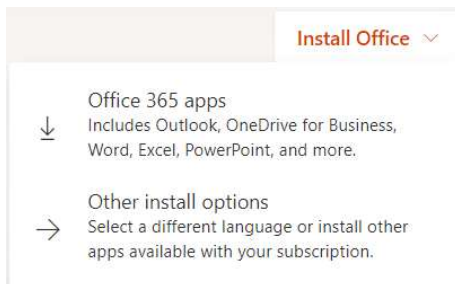 Install Office
Office 365 apps
Includes Outlook, OneDrive for Business,
Word, Excel, PowerPoint, and more.
Other install options
Select a different language or install other
apps available with your subscription.